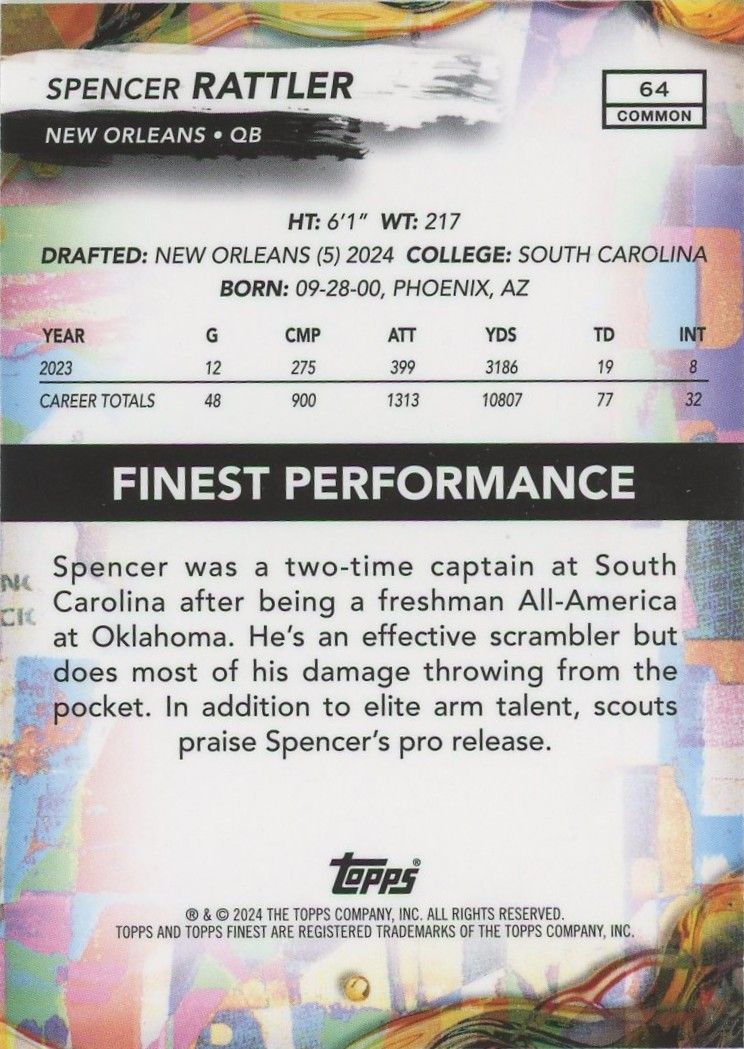 SPENCER RATTLER
64
COMMON
NEW ORLEANS • QB
HT: 6'1" WT: 217
DRAFTED: NEW ORLEANS (5) 2024 COLLEGE: SOUTH CAROLINA
BORN: 09-28-00, PHOENIX, AZ
YEAR G CMP ATT YDS TD INT
2023 12 275 399 3186 19 8
CAREER TOTALS 48 900 1313 10807 77 32
FINEST PERFORMANCE
Spencer was a two-time captain at South
Carolina after being a freshman All-America
at Oklahoma. He's an effective scrambler but
does most of his damage throwing from the
pocket. In addition to elite arm talent, scouts
praise Spencer's pro release.
Topps®
® & © 2024 THE TOPPS COMPANY, INC. ALL RIGHTS RESERVED.
TOPPS AND TOPPS FINEST ARE REGISTERED TRADEMARKS OF THE TOPPS COMPANY, INC.